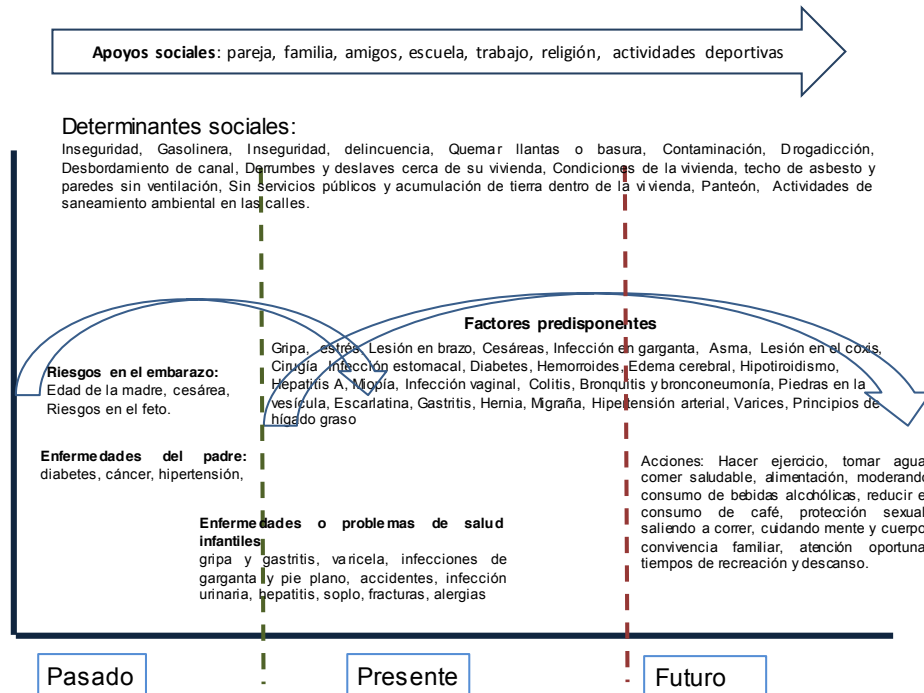 Apoyos sociales: pareja, familia, amigos, escuela, trabajo, religión, actividades deportivas
Determinantes sociales:
Inseguridad, Gasolinera, Inseguridad, delincuencia, Quemar llantas o basura, Contaminación, Drogadicción,
Desbordamiento de canal, Derrumbes y deslaves cerca de su vivienda, Condiciones de la vivienda, techo de asbesto y
paredes sin ventilación, Sin servicios públicos y acumulación de tierra dentro de la vivienda, Panteón, Actividades de
saneamiento ambiental en las calles.
Factores predisponentes
Gripa, estrés, Lesión en brazo, Cesáreas, Infección en garganta, Asma, Lesión en el coxis,
Cirugía Infección estomacal, Diabetes, Hemorroides, Edema cerebral, Hipotiroidismo,
Hepatitis A, Miopía, Infección vaginal, Colitis, Bronquitis y bronconeumonía, Piedras en la
vesícula, Escarlatina, Gastritis, Hernia, Migraña, Hipertensión arterial, Varices, Principios de
hígado graso
Riesgos en el embarazo:
Edad de la madre, cesárea,
Riesgos en el feto.
Enfermedades del padre:
diabetes, cáncer, hipertensión,
Enfermedades o problemas de salud
infantiles
gripa y gastritis, varicela, infecciones de
garganta y pie plano, accidentes, infección
urinaria, hepatitis, soplo, fracturas, alergias
Acciones: Hacer ejercicio, tomar agua
comer saludable, alimentación, moderando
consumo de bebidas alcohólicas, reducir e
consumo de café, protección sexual
saliendo a correr, cuidando mente y cuerpo
convivencia familiar, atención oportuna
tiempos de recreación y descanso.
Pasado
Presente
Futuro